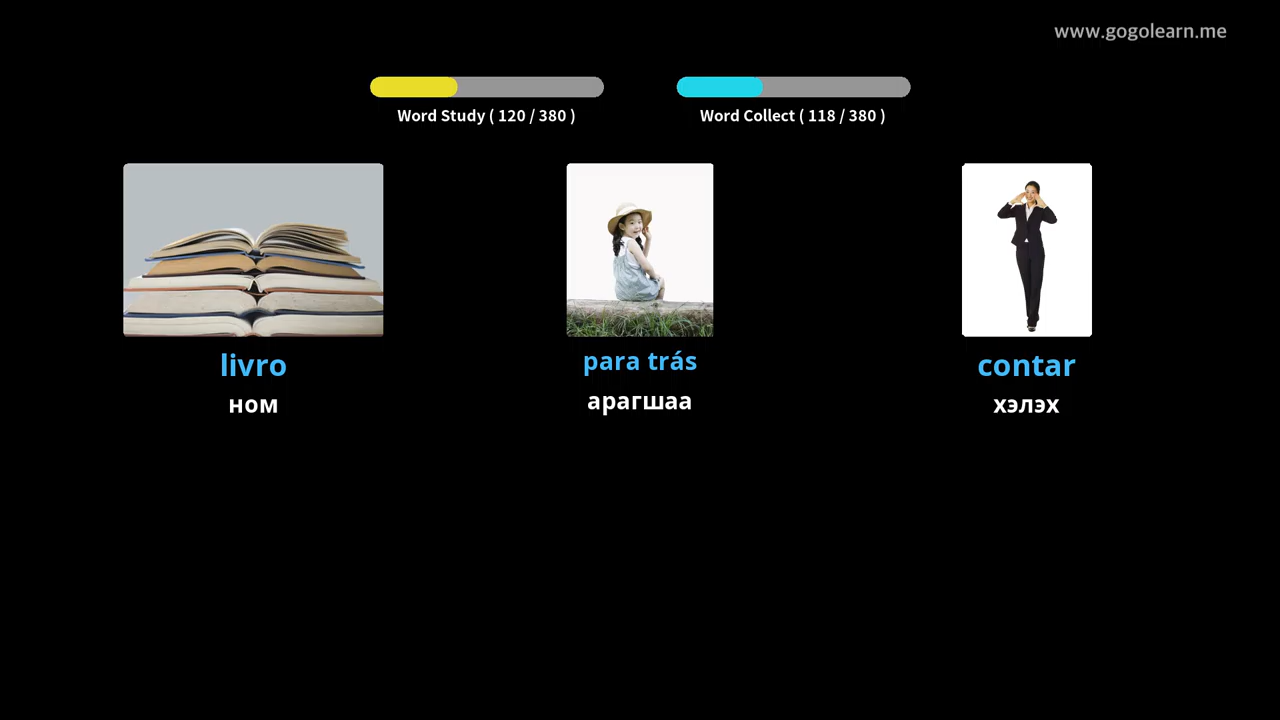 www.gogolearn.me
Word Study ( 120 / 380 )
Word Collect ( 118 / 380 )
livro
ном
para trás
арагшаа
contar
хэлэх